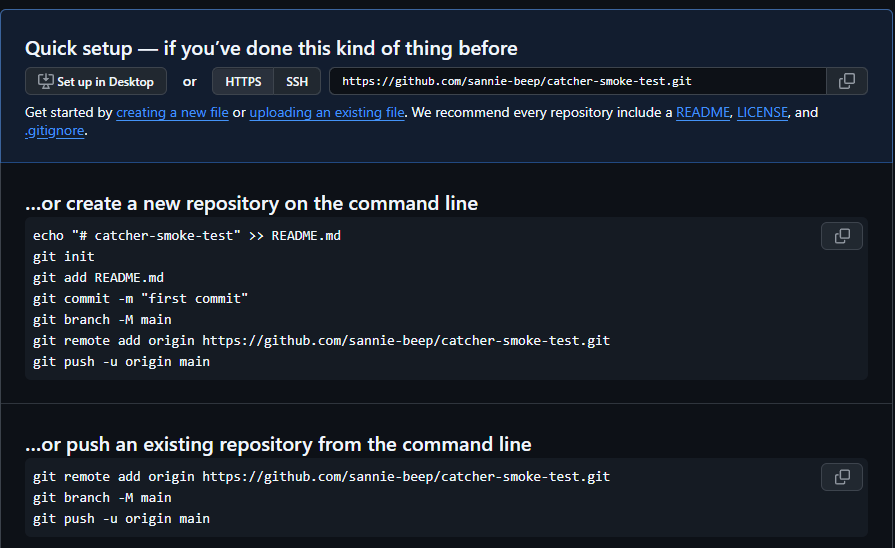 Quick setup — if you’ve done this kind of thing before
Set up in Desktop or HTTPS SSH https://github.com/sannie-beep/catcher-smoke-test.git
Get started by creating a new file or uploading an existing file. We recommend every repository include a README, LICENSE, and
.gitignore.
…or create a new repository on the command line
echo "# catcher-smoke-test" >> README.md
git init
git add README.md
git commit -m "first commit"
git branch -M main
git remote add origin https://github.com/sannie-beep/catcher-smoke-test.git
git push -u origin main
…or push an existing repository from the command line
git remote add origin https://github.com/sannie-beep/catcher-smoke-test.git
git branch -M main
git push -u origin main